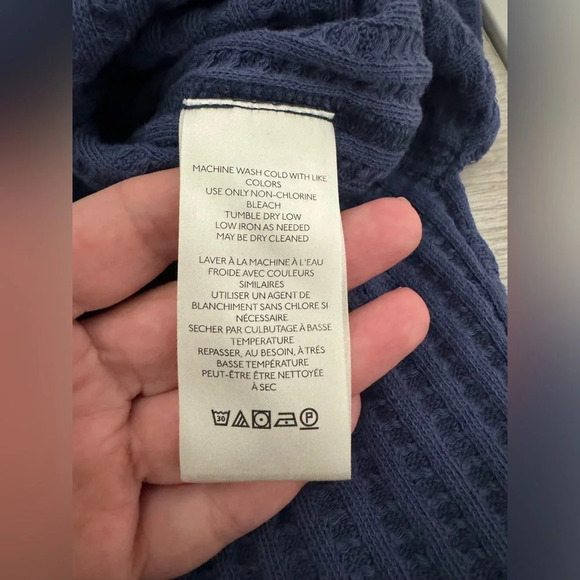 MACHINE WASH COLD WITH LIKE
COLORS
USE ONLY NON-CHLORINE
BLEACH
TUMBLE DRY LOW
LOW IRON AS NEEDED
MAY BE DRY CLEANED
LAVER À LA MACHINE À L'EAU
FROIDE AVEC COULEURS
SIMILAIRES
UTILISER UN AGENT DE
BLANCHIMENT SANS CHLORE SI
NÉCESSAIRE
SECHER PAR CULBUTAGE À BASSE
TEMPERATURE
REPASSER, AU BESOIN, À TRÈS
BASSE TEMPÉRATURE
PEUT-ÊTRE ÊTRE NETTOYÉE
À SEC
30 P